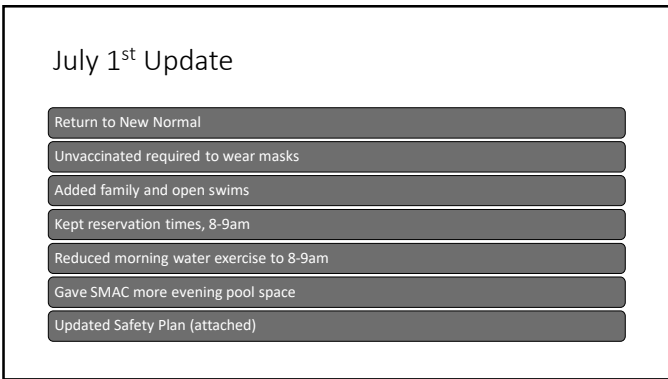 July 1st Update
Return to New Normal
Unvaccinated required to wear masks
Added family and open swims
Kept reservation times, 8-9am
Reduced morning water exercise to 8-9am
Gave SMAC more evening pool space
Updated Safety Plan (attached)